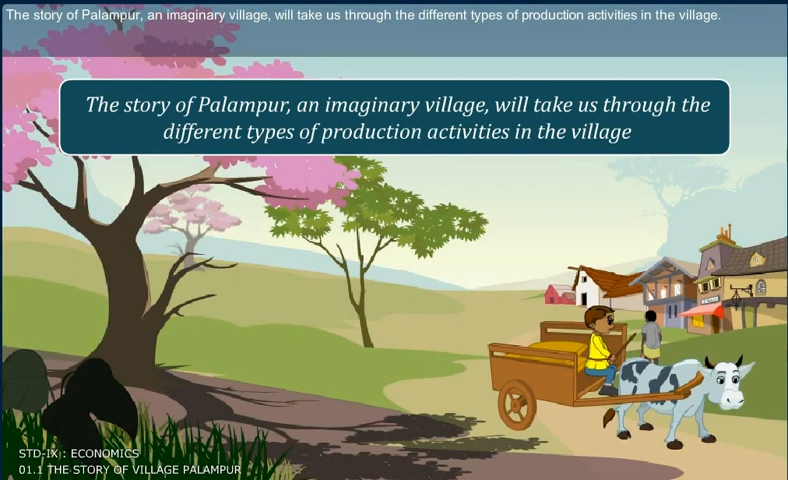 The story of Palampur, an imaginary village, will take us through the different types of production activities in the village.
The story of Palampur, an imaginary village, will take us through the
different types of production activities in the village
STD-IX : ECONOMICS
01.1 THE STORY OF VILLAGE PALAMPUR